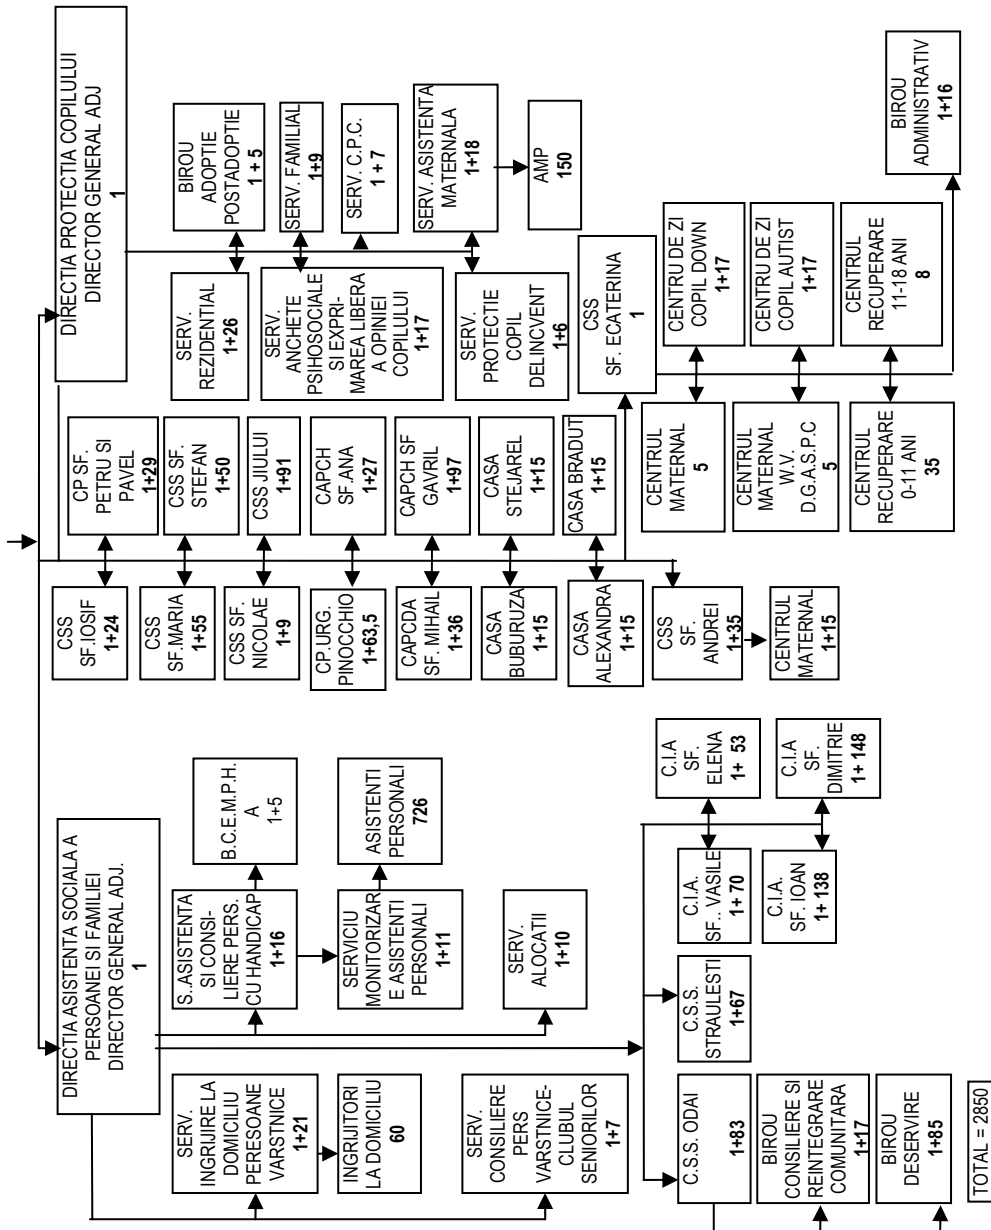 DIRECTIA ASISTENTA SOCIALA A
PERSOANEI SI FAMILIEI
DIRECTOR GENERAL ADJ.
1
SERV.
INGRIJIRE LA
DOMICILIU
PERESOANE
VARSTNICE
1+21
INGRIJITORI
LA DOMICILIU
60
SERV.
CONSILIERE
PERS
VARSTNICE-
CLUBUL
SENIORILOR
1+7
S..ASISTENTA
SI CONSI-
LIERE PERS.
CU HANDICAP
1+16
B.C.E.M.P.H.
A
1+5
SERVICIU
MONITORIZAR
E ASISTENTI
PERSONALI
1+11
ASISTENTI
PERSONALI
726
SERV.
ALOCATII
1+10
C.S.S. ODAI
1+83
BIROU
CONSILIERE SI
REINTEGRARE
COMUNITARA
1+17
BIROU
DESERVIRE
1+85
C.S.S.
STRAULESTI
1+67
C.I.A.
SF.. VASILE
1+ 70
C.I.A
SF.
ELENA
1+ 53
C.I.A.
SF. IOAN
1+ 138
C.I.A
SF.
DIMITRIE
1+ 148
TOTAL = 2850
CSS
SF.IOSIF
1+24
CP SF.
PETRU SI
PAVEL
1+29
CSS
SF.MARIA
1+55
CSS SF.
STEFAN
1+50
CSS SF.
NICOLAE
1+9
CSS JIULUI
1+91
CP.URG.
PINOCCHIO
1+63,5
CAPCH
SF.ANA
1+27
CAPCDA
SF. MIHAIL
1+36
CAPCH SF
GAVRIL
1+97
CASA
BUBURUZA
1+15
CASA
STEJAREL
1+15
CASA
ALEXANDRA
1+15
CASA BRADUT
1+15
CSS
SF.
ANDREI
1+35
CENTRUL
MATERNAL
1+15
DIRECTIA PROTECTIA COPILULUI
DIRECTOR GENERAL ADJ
1
SERV.
REZIDENTIAL
1+26
BIROU
ADOPTIE
POSTADOPTIE
1 + 5
SERV.
ANCHETE
PSIHOSOCIALE
SI EXPRI-
MAREA LIBERA
A OPINIEI
COPILULUI
1+17
SERV. FAMILIAL
1+9
SERV. C.P.C.
1 + 7
SERV.
PROTECTIE
COPIL
DELINCVENT
1+6
SERV. ASISTENTA
MATERNALA
1+18
AMP
150
CSS
SF. ECATERINA
1
CENTRUL
MATERNAL
5
CENTRU DE ZI
COPIL DOWN
1+17
CENTRUL
MATERNAL
W.V.
D.G.A.S.P.C
5
CENTRU DE ZI
COPIL AUTIST
1+17
CENTRUL
RECUPERARE
0-11 ANI
35
CENTRUL
RECUPERARE
11-18 ANI
8
BIROU
ADMINISTRATIV
1+16